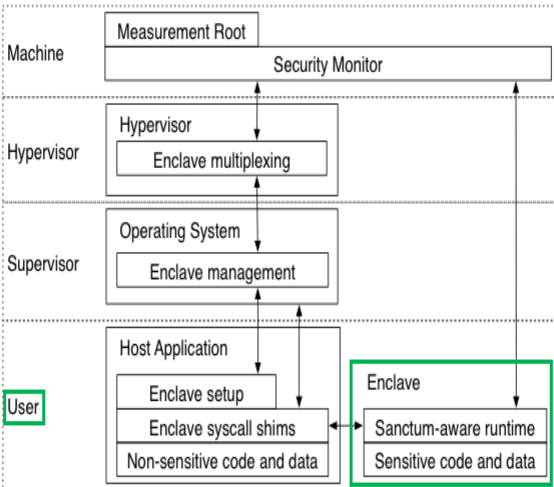 Measurement Root
Machine
Security Monitor
Hypervisor
Hypervisor
Enclave multiplexing
Operating System
Supervisor
Enclave management
Host Application
Enclave setup
Enclave
User
Enclave syscall shims
Sanctum-aware runtime
Non-sensitive code and data
Sensitive code and data